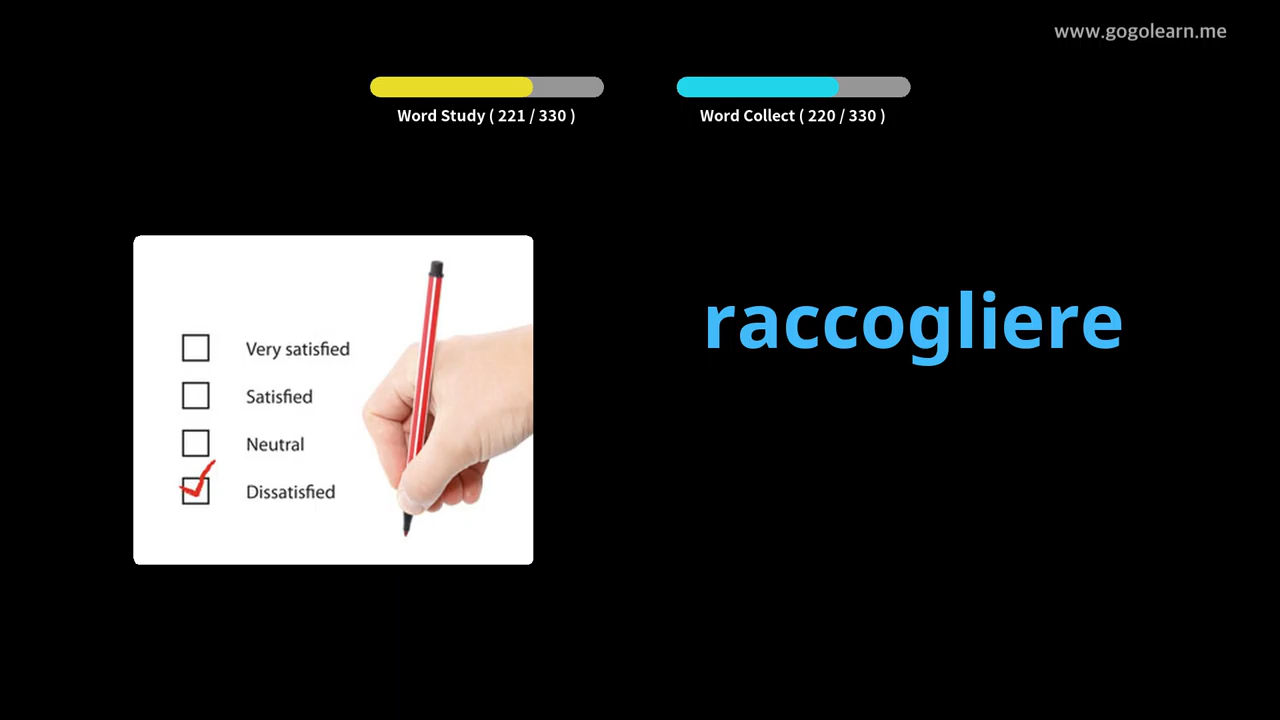 www.gogolearn.me
Word Study ( 221 / 330 )
Word Collect ( 220 / 330 )
Very satisfied
Satisfied
Neutral
Dissatisfied
raccogliere